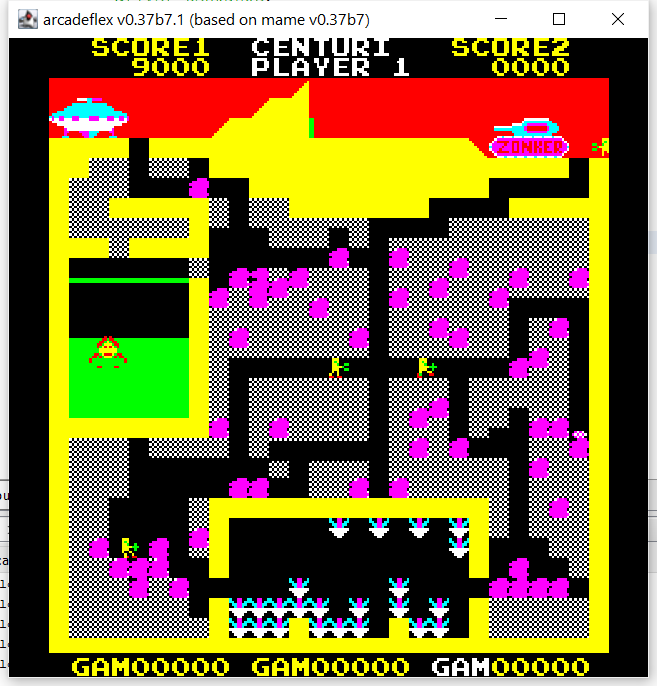 arcadeflex v0.37b7.1 (based on mame v0.37b7)
SCORE1 CENTURI SCORE2
9000 PLAYER 1 0000
ZONKER
GAM00000 GAM00000 GAM00000